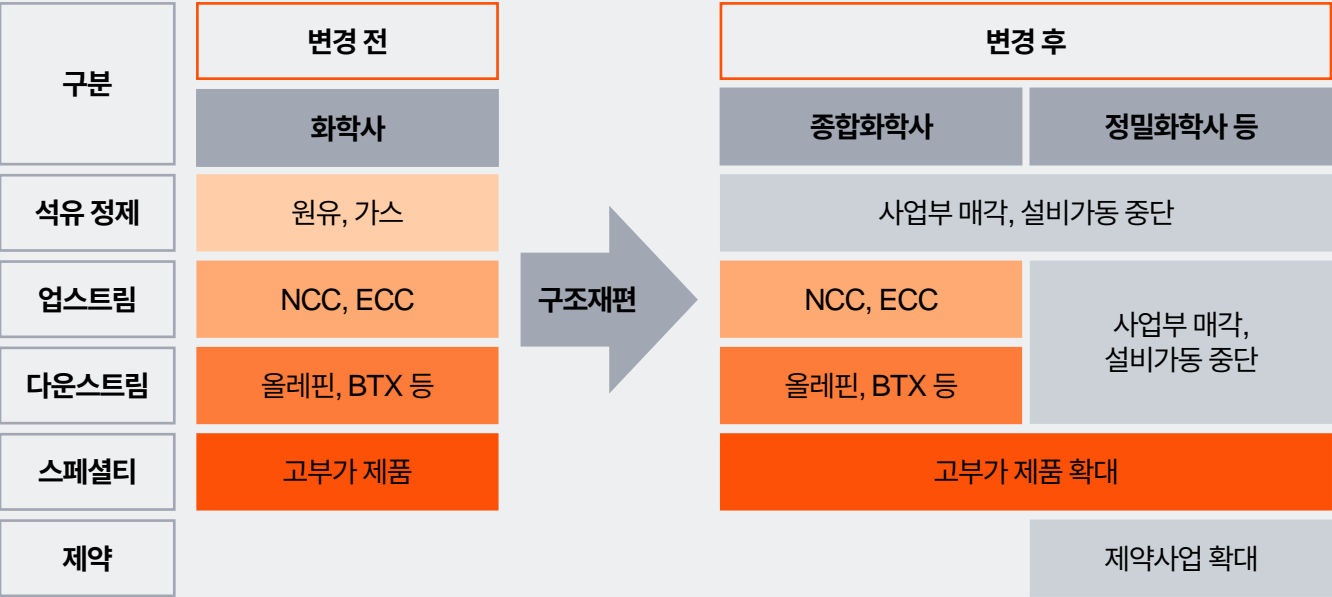 구분
변경 전
변경 후
화학사
종합화학사
정밀화학사 등
석유 정제
원유, 가스
사업부 매각, 설비가동 중단
업스트림
NCC, ECC
구조재편
NCC, ECC
사업부 매각,
설비가동 중단
다운스트림
올레핀, BTX 등
올레핀, BTX 등
스페셜티
고부가 제품
고부가 제품 확대
제약
제약사업 확대